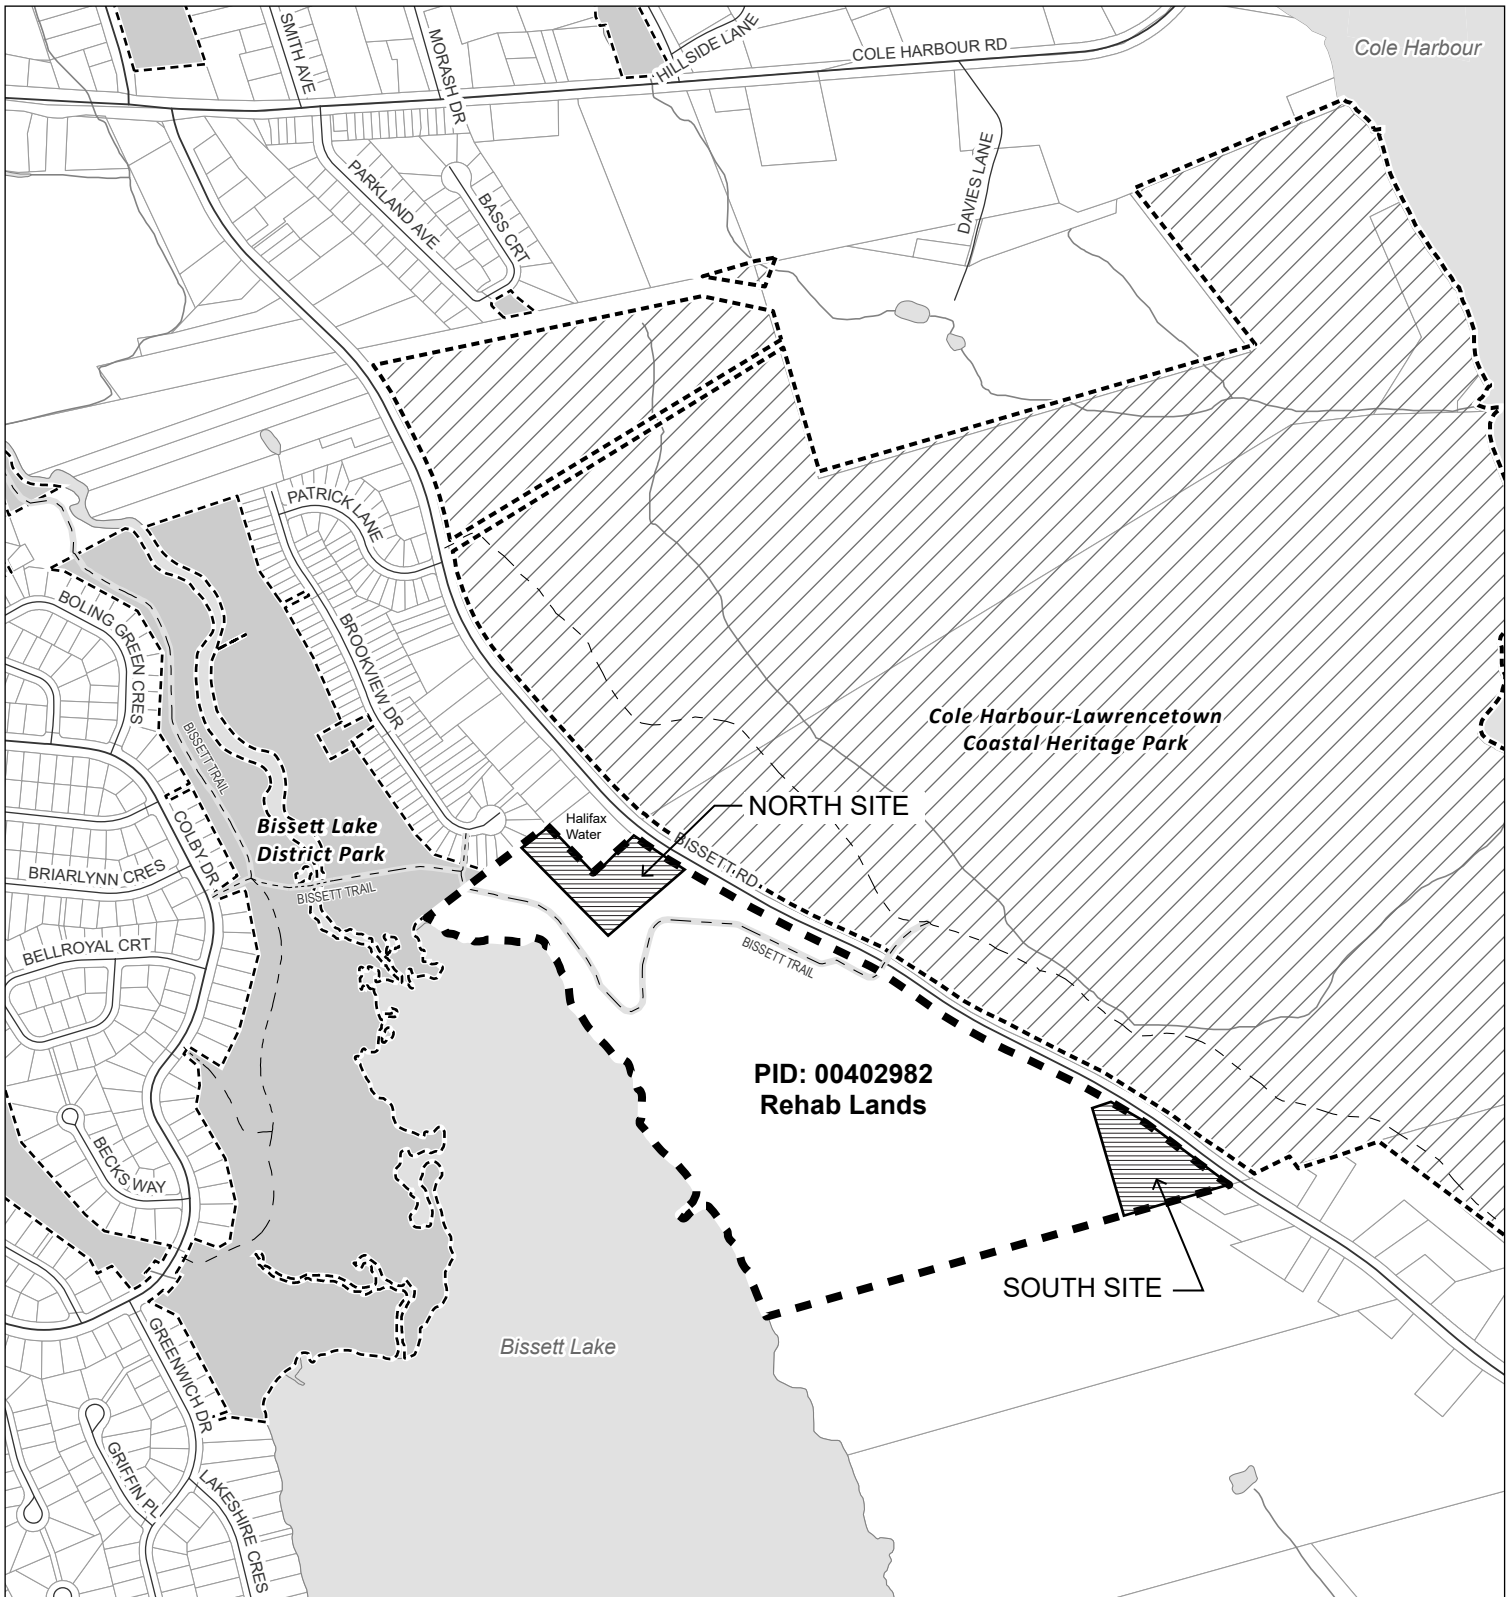 SMITH AVE
MORASH DR
HILLSIDE LANE
COLE HARBOUR RD
Cole Harbour
PARKLAND AVE
BASS CRT
DAVIES LANE
PATRICK LANE
BOLING GREEN CRES
BROOKVIEW DR
BISSETT TRAIL
Cole Harbour-Lawrencetown
Coastal Heritage Park
COLBY DR
Bissett Lake
District Park
Halifax
Water
NORTH SITE
BISSETT RD
BRIARLYNN CRES
BISSETT TRAIL
BELLROYAL CRT
BISSETT TRAIL
PID: 00402982
Rehab Lands
BECKS WAY
SOUTH SITE
GREENWICH DR
Bissett Lake
GRIFFIN PL
LAKESHIRE CRES